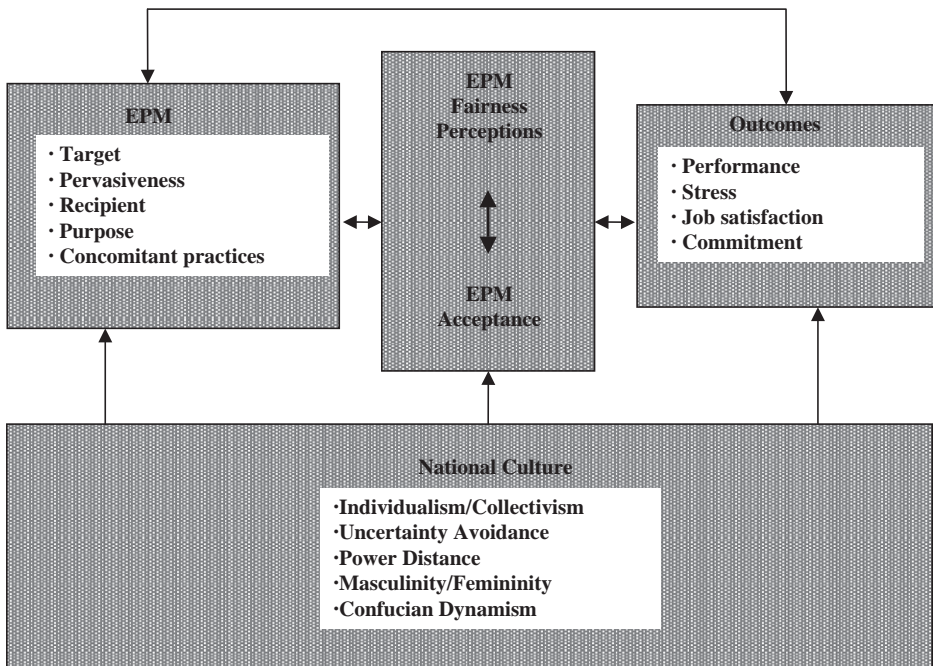 EPM
· Target
· Pervasiveness
· Recipient
· Purpose
· Concomitant practices
EPM
Fairness
Perceptions
EPM
Acceptance
Outcomes
· Performance
· Stress
· Job satisfaction
· Commitment
National Culture
·Individualism/Collectivism
·Uncertainty Avoidance
·Power Distance
·Masculinity/Femininity
·Confucian Dynamism